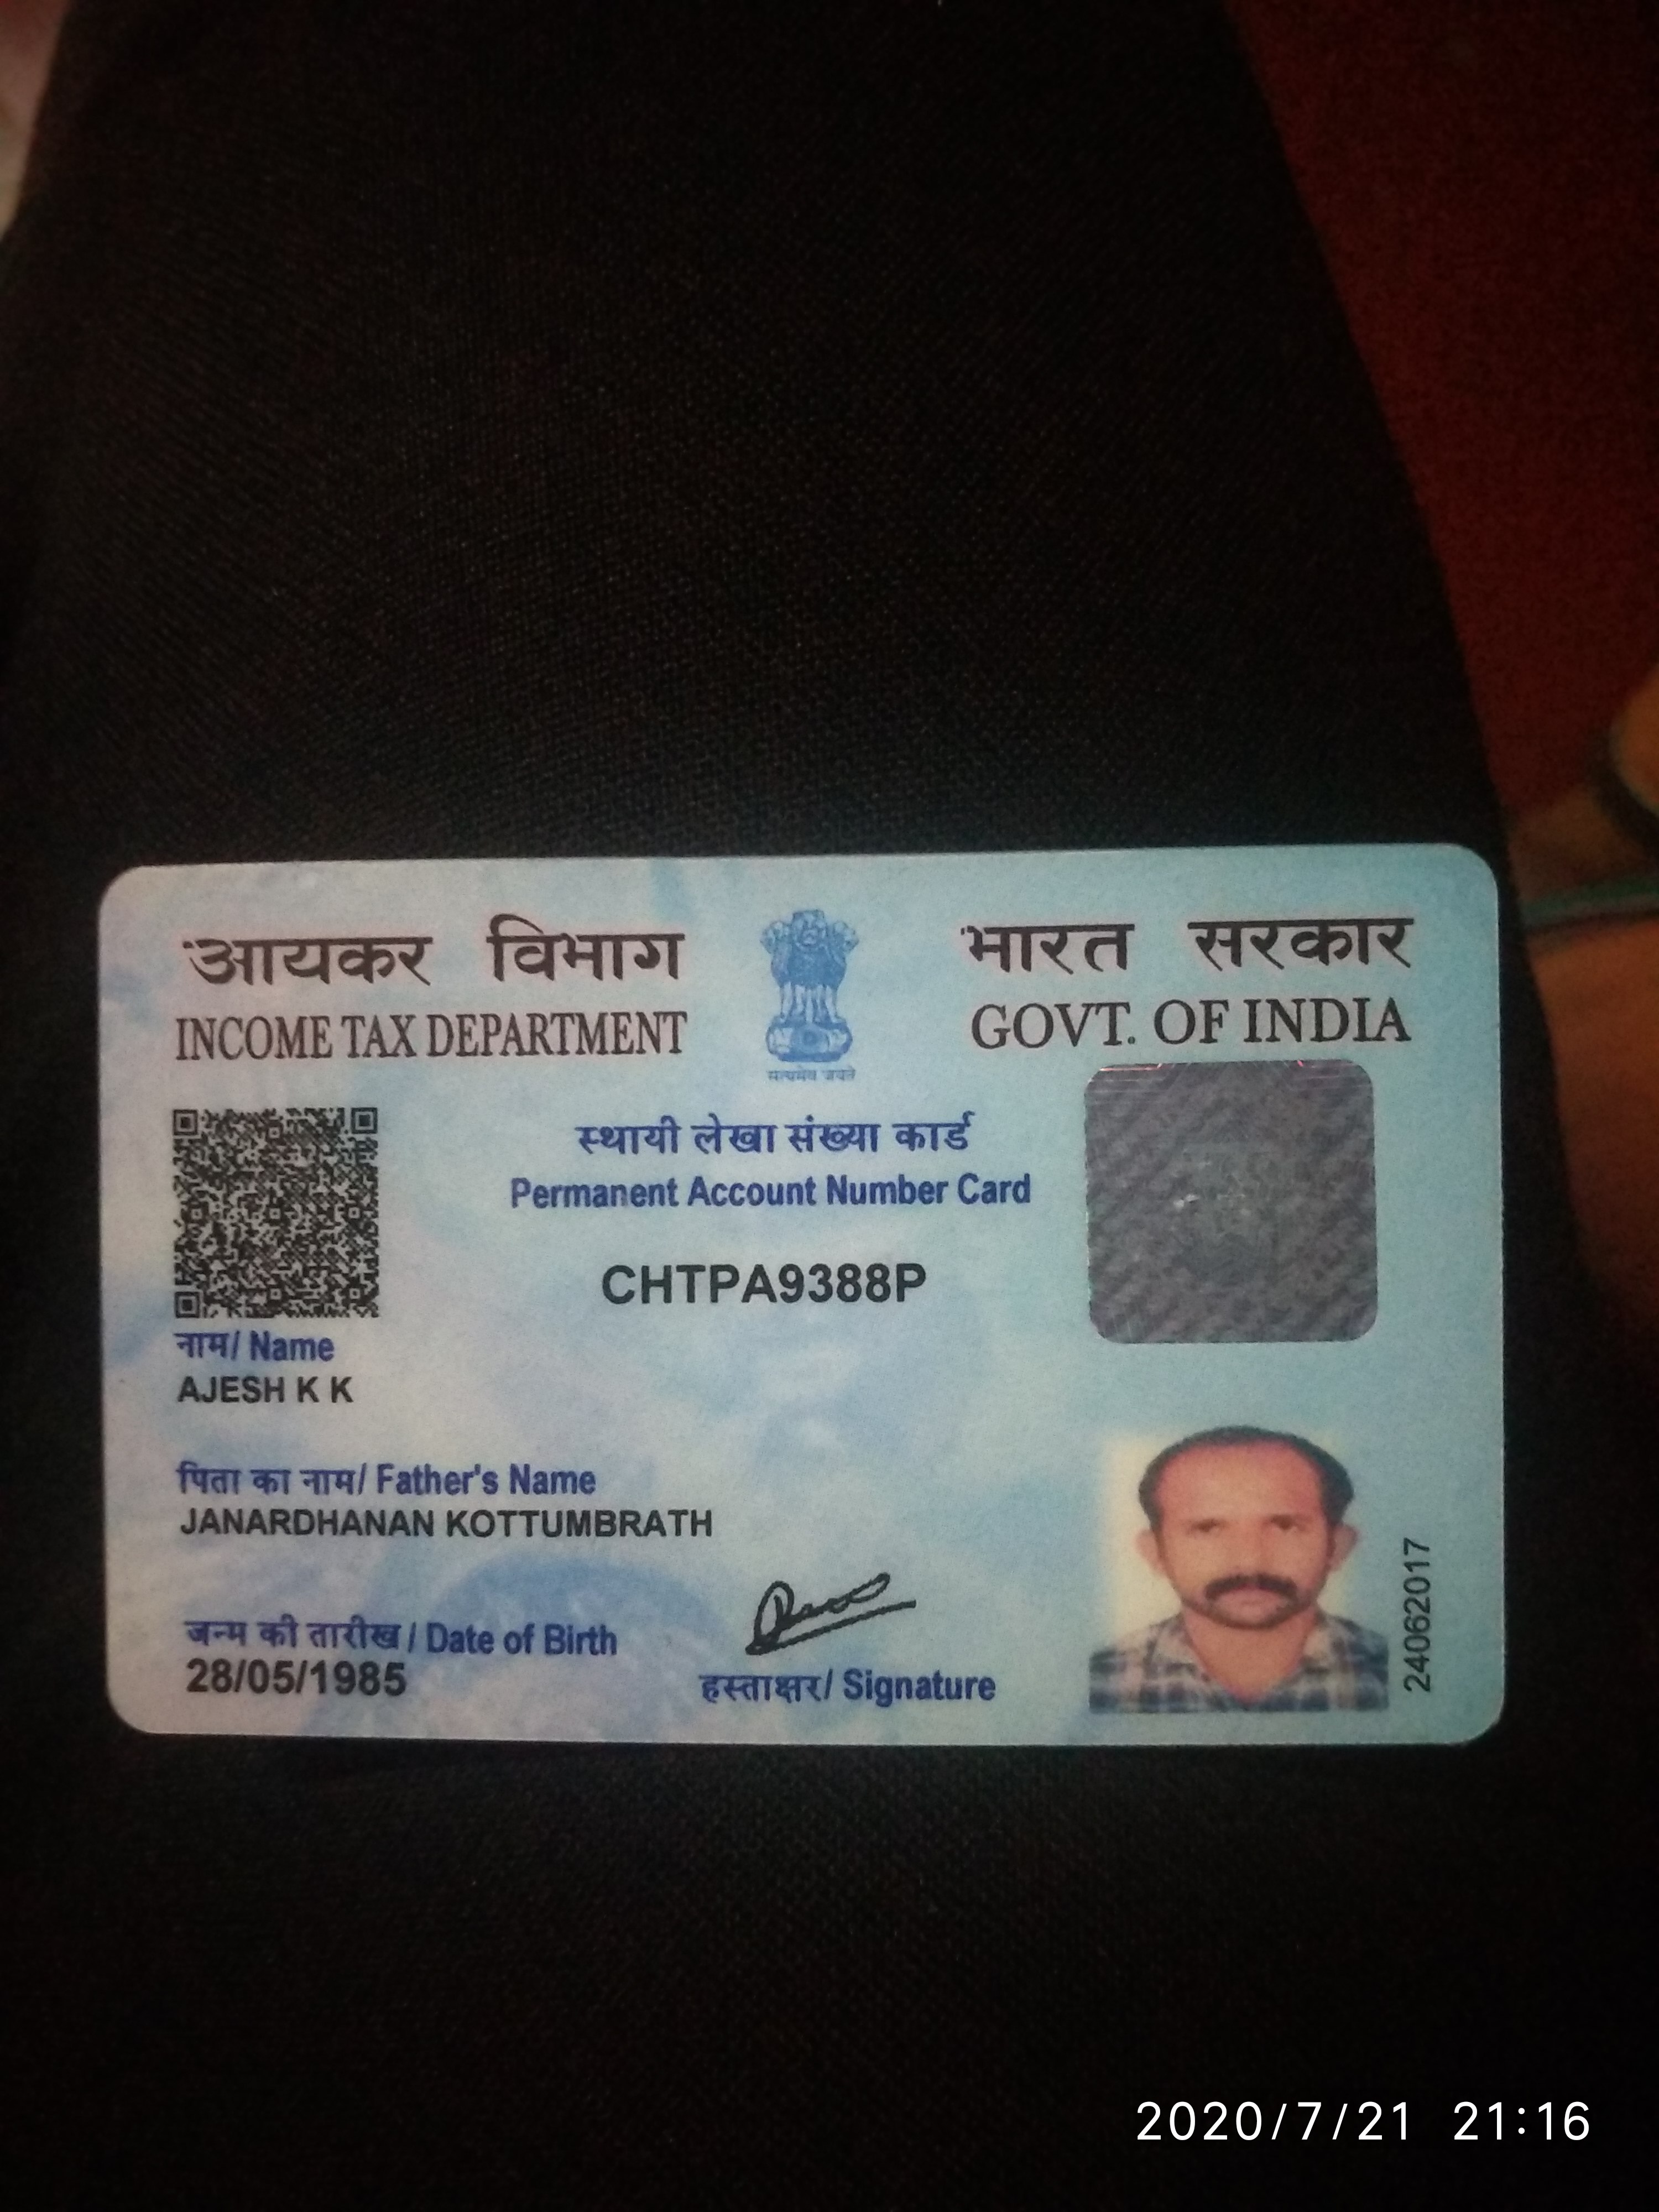 आयकर विभाग
INCOME TAX DEPARTMENT
भारत सरकार
GOVT. OF INDIA
सत्यमेव जयते
स्थायी लेखा संख्या कार्ड
Permanent Account Number Card
CHTPA9388P
नाम/ Name
AJESH K K
पिता का नाम/ Father's Name
JANARDHANAN KOTTUMBRATH
जन्म की तारीख / Date of Birth
28/05/1985
हस्ताक्षर/ Signature
24062017
2020/7/21 21:16